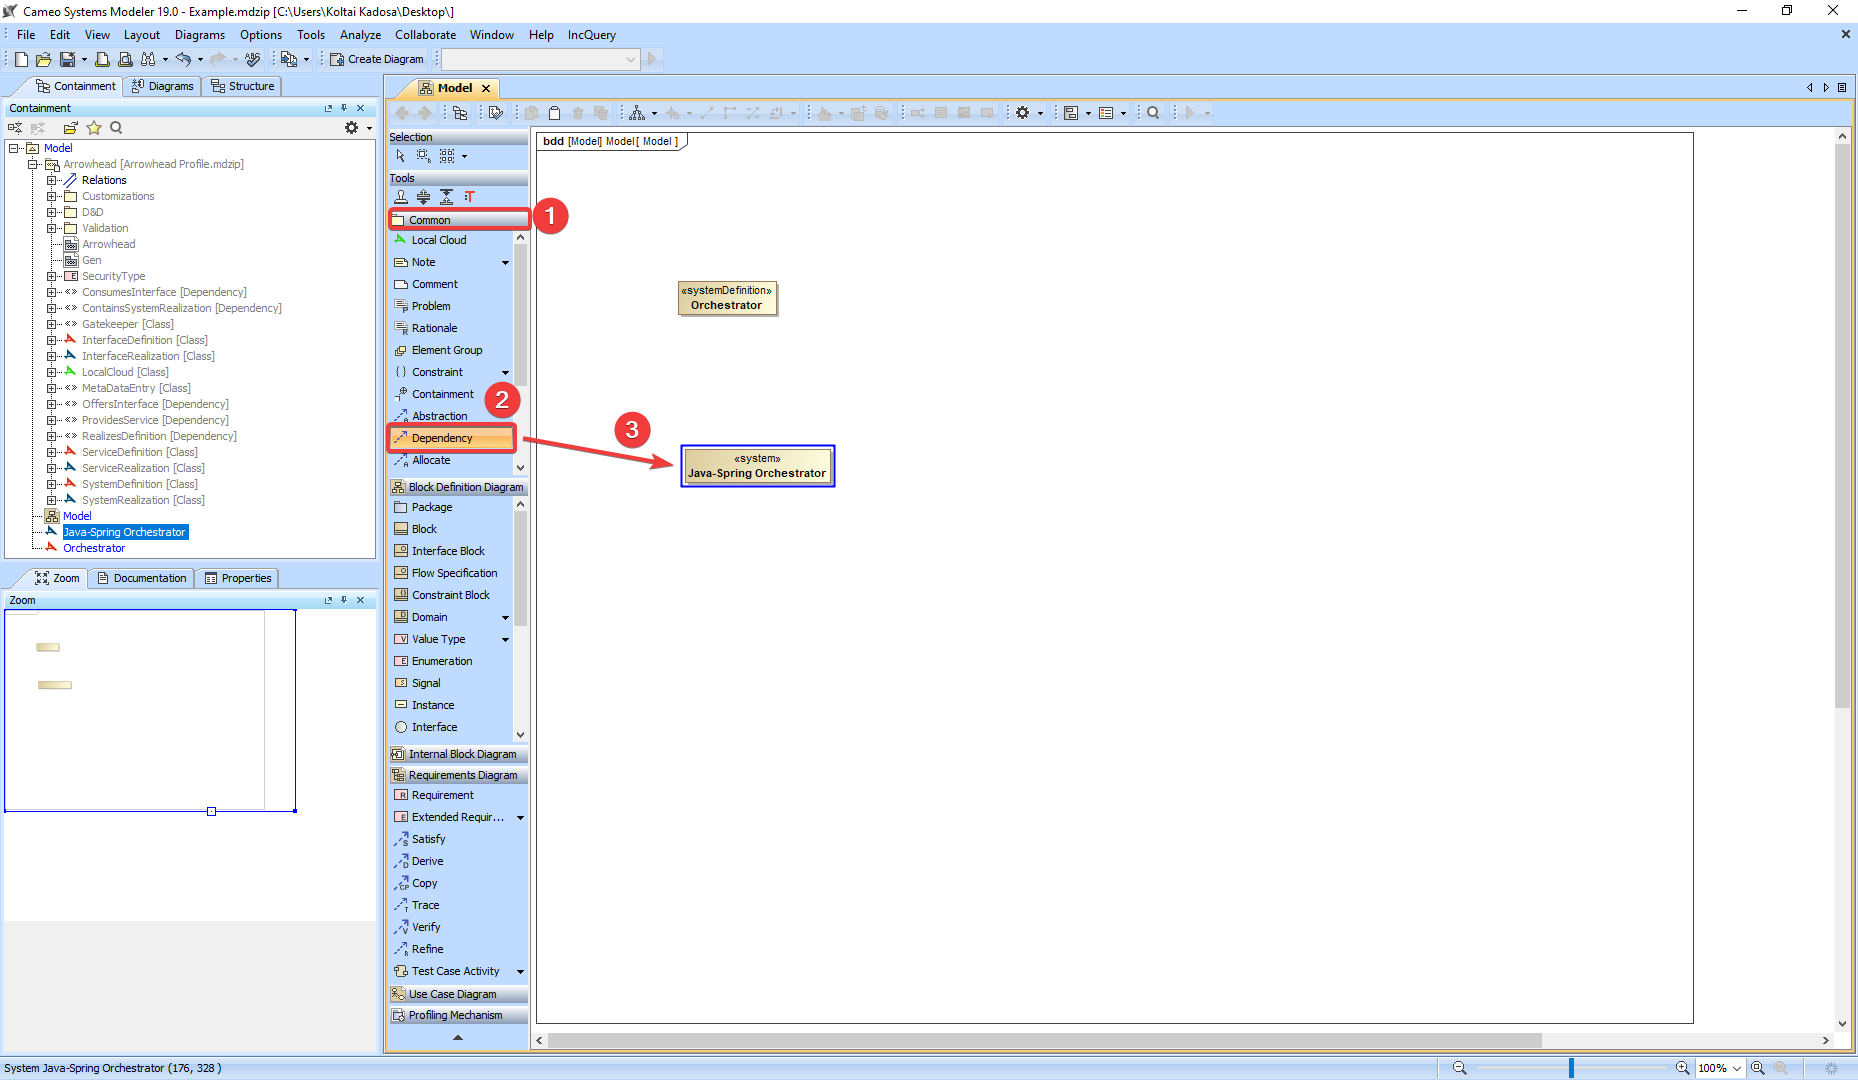 Cameo Systems Modeler 19.0 - Example.mdzip [C:\Users\Koltai Kadosa\Desktop\]
File Edit View Layout Diagrams Options Tools Analyze Collaborate Window Help IncQuery
Create Diagram
Containment Diagrams Structure
Containment
Model
Arrowhead [Arrowhead Profile.mdzip]
Relations
Customizations
D&D
Validation
Arrowhead
Gen
SecurityType
ConsumesInterface [Dependency]
ContainsSystemRealization [Dependency]
Gatekeeper [Class]
InterfaceDefinition [Class]
InterfaceRealization [Class]
LocalCloud [Class]
MetaDataEntry [Class]
OffersInterface [Dependency]
ProvidesService [Dependency]
RealizesDefinition [Dependency]
ServiceDefinition [Class]
ServiceRealization [Class]
SystemDefinition [Class]
SystemRealization [Class]
Model
Java-Spring Orchestrator
Orchestrator
Zoom Documentation Properties
Zoom
Model
Selection
Tools
Common
1
Local Cloud
Note
Comment
Problem
Rationale
Element Group
Constraint
Containment
2
Abstraction
Dependency
3
Allocate
Block Definition Diagram
Package
Block
Interface Block
Flow Specification
Constraint Block
Domain
Value Type
Enumeration
Signal
Instance
Interface
Internal Block Diagram
Requirements Diagram
Requirement
Extended Requir...
Satisfy
Derive
Copy
Trace
Verify
Refine
Test Case Activity
Use Case Diagram
Profiling Mechanism
bdd [Model] Model[ Model ]
«systemDefinition»
Orchestrator
«system»
Java-Spring Orchestrator
System Java-Spring Orchestrator (176, 328 )
100%